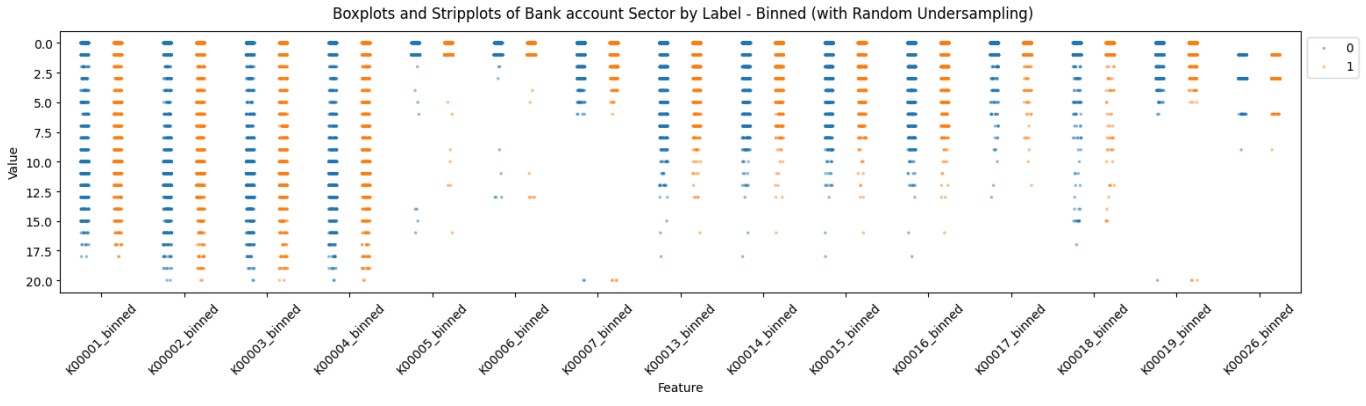 Boxplots and Stripplots of Bank account Sector by Label - Binned (with Random Undersampling)
0
1
0.0
2.5
5.0
7.5
10.0
12.5
15.0
17.5
20.0
Value
K00001_binned
K00002_binned
K00003_binned
K00004_binned
K00005_binned
K00006_binned
K00007_binned
K00013_binned
K00014_binned
K00015_binned
K00016_binned
K00017_binned
K00018_binned
K00019_binned
K00026_binned
Feature